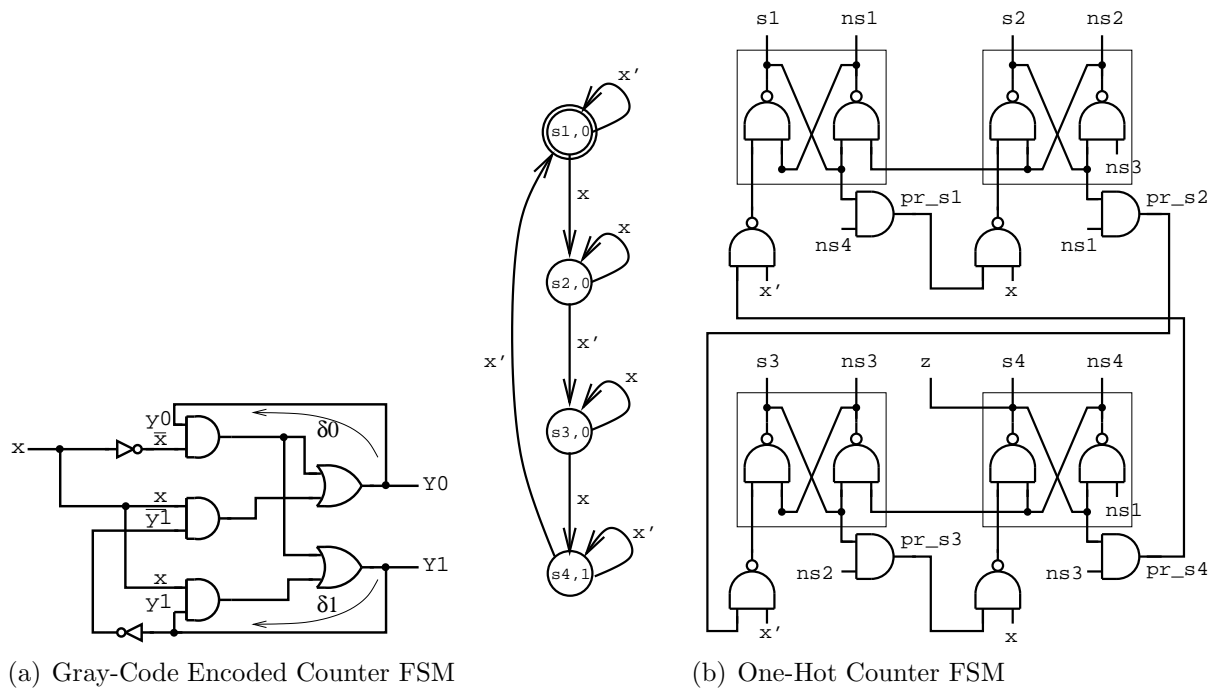 x
y0
x̅
δ0
x
y̅1̅
Y0
x
y1
δ1
Y1
x'
s1,0
x
x
s2,0
x'
x'
x
s3,0
x
x'
s4,1
s1 ns1 s2 ns2
ns3
pr_s1 pr_s2
ns4 ns1
x' x
s3 ns3 z s4 ns4
ns1
pr_s3
ns2 ns3 pr_s4
x' x
(a) Gray-Code Encoded Counter FSM
(b) One-Hot Counter FSM